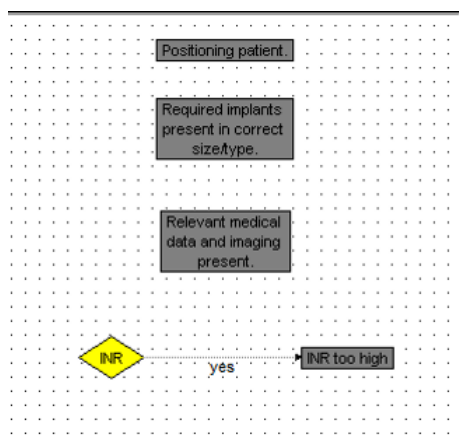 Positioning patient.
Required implants
present in correct
size/type.
Relevant medical
data and imaging
present.
INR
yes
INR too high